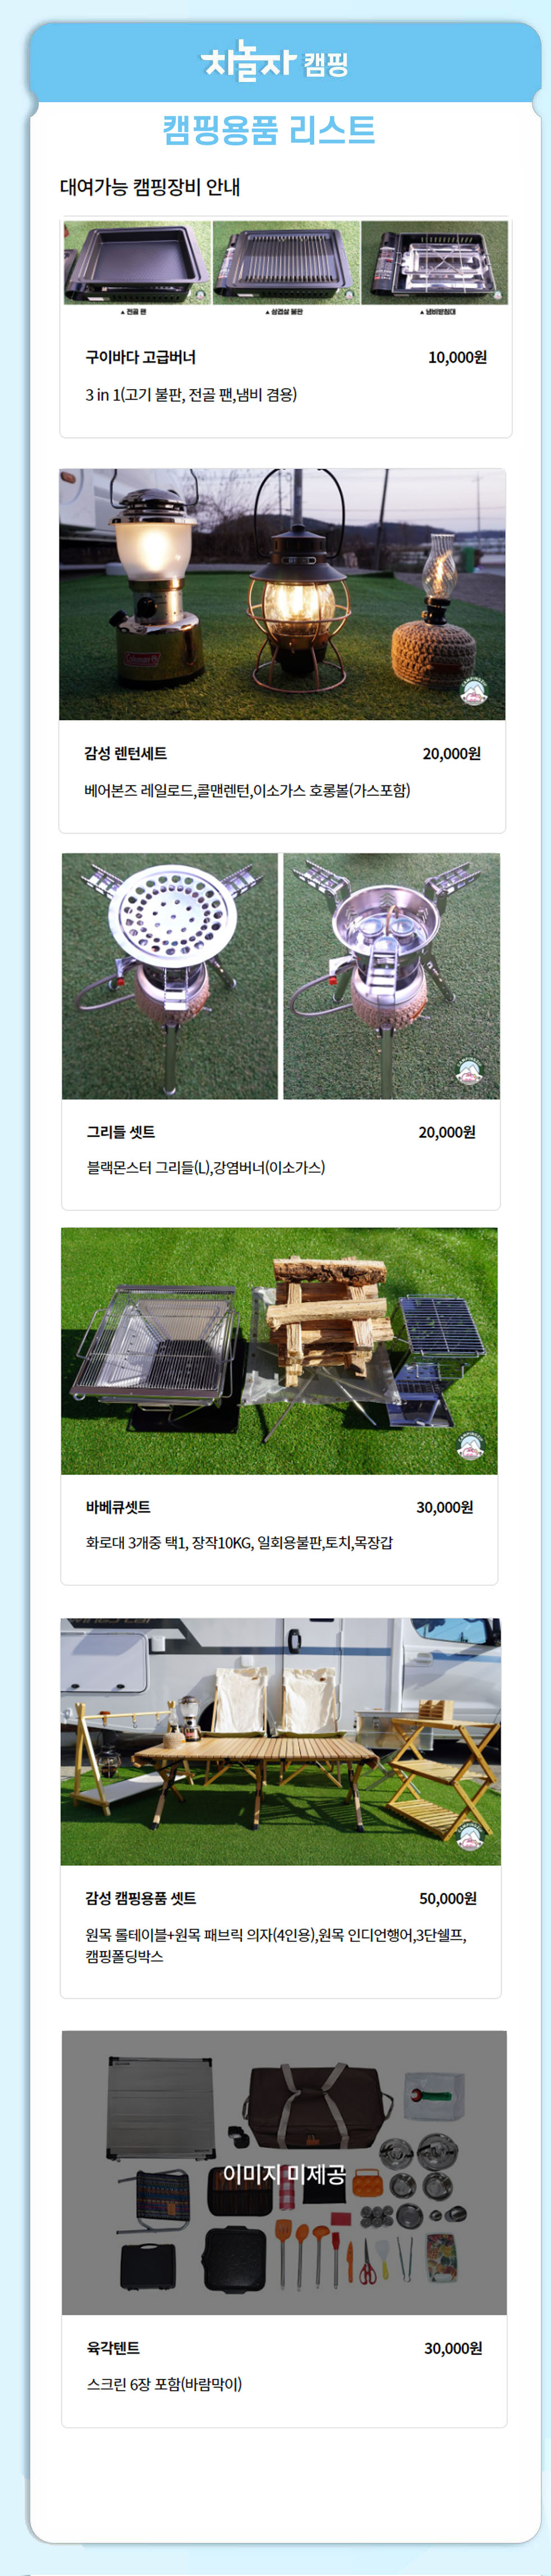 차놀자 캠핑
캠핑용품 리스트
대여가능 캠핑장비 안내
▲ 전골 팬 ▲ 삼겹살 불판 ▲ 냄비받침대
구이바다 고급버너 10,000원
3 in 1(고기 불판, 전골 팬,냄비 겸용)
Coleman
감성 렌턴세트 20,000원
베어본즈 레일로드,콜맨렌턴,이소가스 호롱볼(가스포함)
그리들 셋트 20,000원
블랙몬스터 그리들(L),강염버너(이소가스)
바베큐셋트 30,000원
화로대 3개중 택1, 장작10KG, 일회용불판,토치,목장갑
감성 캠핑용품 셋트 50,000원
원목 롤테이블+원목 패브릭 의자(4인용),원목 인디언행어,3단쉘프,
캠핑폴딩박스
이미지 미제공
육각텐트 30,000원
스크린 6장 포함(바람막이)